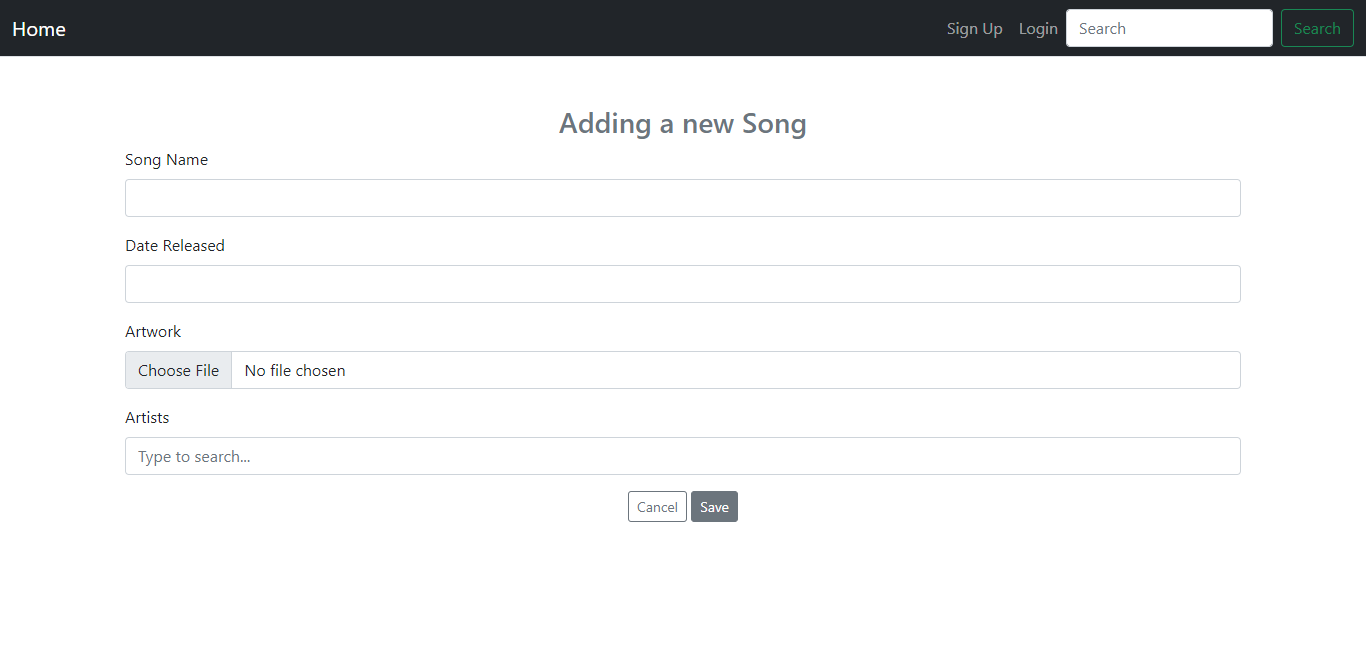 Home Sign Up Login Search Search
Adding a new Song
Song Name
Date Released
Artwork
Choose File No file chosen
Artists
Type to search...
Cancel Save